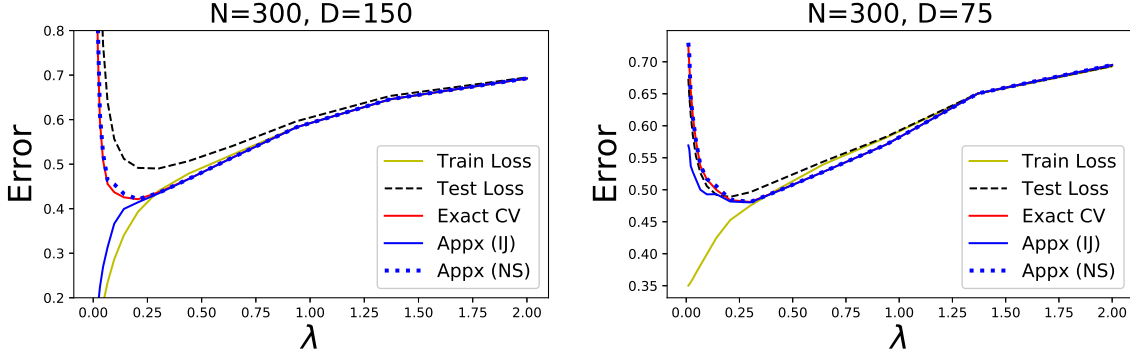 N=300, D=150
Error
0.8
0.7
0.6
0.5
0.4
0.3
0.2
0.00 0.25 0.50 0.75 1.00 1.25 1.50 1.75 2.00
λ
Train Loss
Test Loss
Exact CV
Appx (IJ)
Appx (NS)
N=300, D=75
Error
0.70
0.65
0.60
0.55
0.50
0.45
0.40
0.35
0.00 0.25 0.50 0.75 1.00 1.25 1.50 1.75 2.00
λ
Train Loss
Test Loss
Exact CV
Appx (IJ)
Appx (NS)